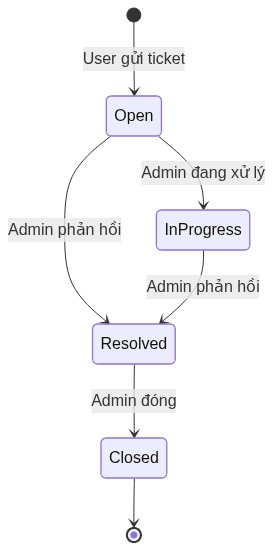 User gửi ticket
Open
Admin đang xử lý
Admin phản hồi
InProgress
Admin phản hồi
Resolved
Admin đóng
Closed